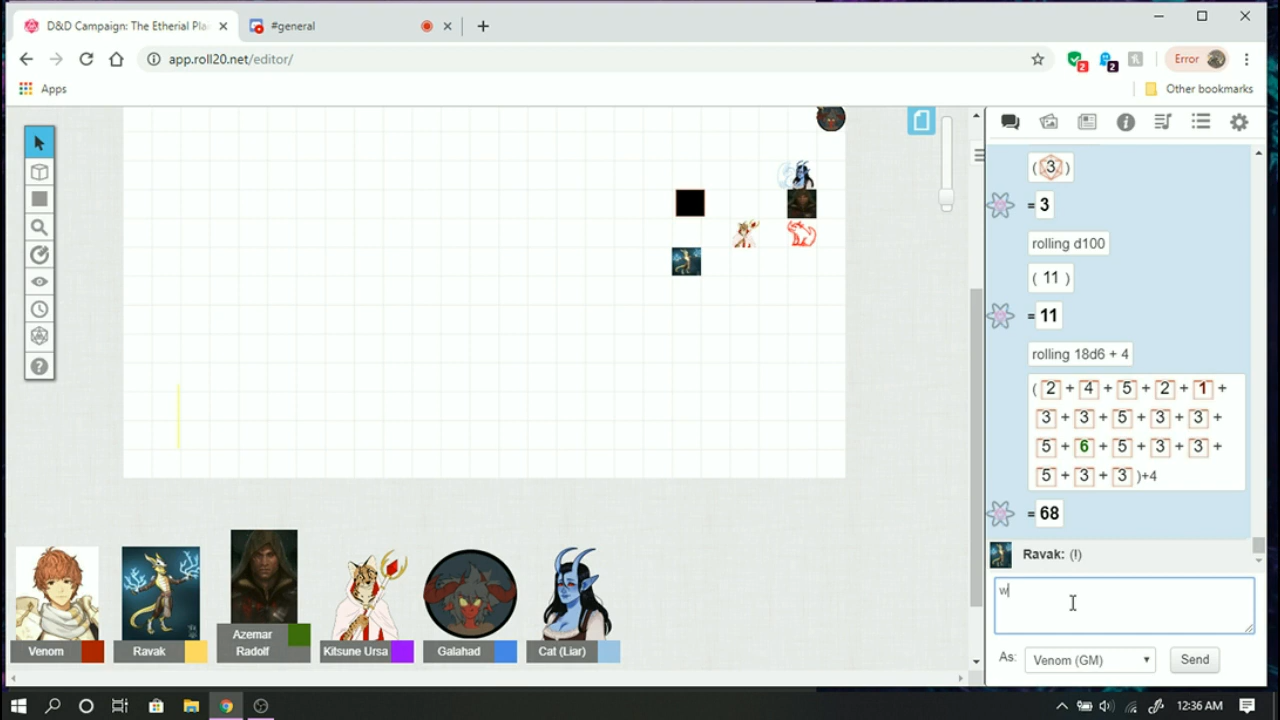 D&D Campaign: The Etherial Pla
#general
app.roll20.net/editor/
2
2
Error
Apps
Other bookmarks
( 3 )
= 3
rolling d100
( 11 )
= 11
rolling 18d6 + 4
( 2 + 4 + 5 + 2 + 1 +
3 + 3 + 5 + 3 + 3 +
5 + 6 + 5 + 3 + 3 +
5 + 3 + 3 )+4
= 68
Ravak: (!)
w
As:
Venom (GM)
Send
Venom
Ravak
Azemar
Radolf
Kitsune Ursa
Galahad
Cat (Liar)
12:36 AM